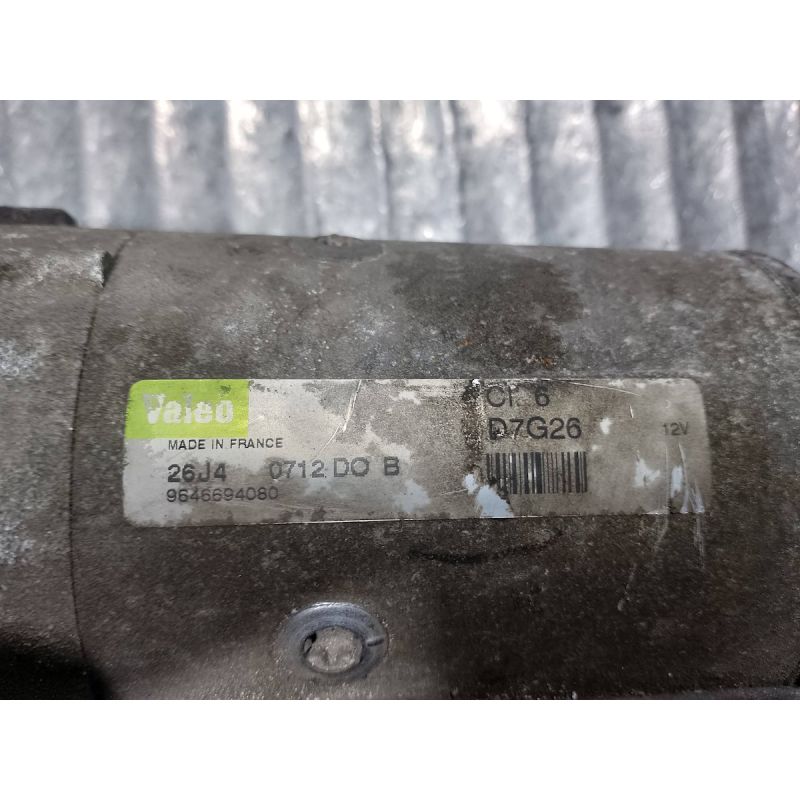 Valeo
MADE IN FRANCE
26J4 0712 DO B
9646694080
Cl. 6
D7G26
12V